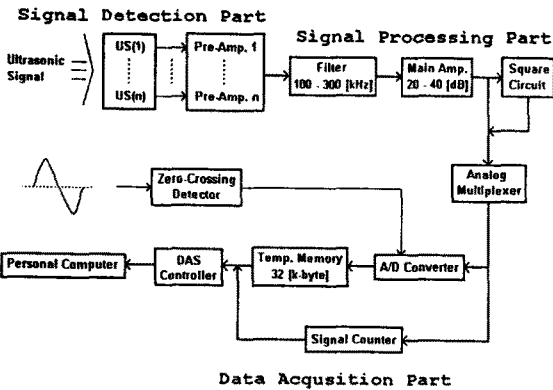 Signal Detection Part
Signal Processing Part
Ultrasonic
Signal
US(1)
US(n)
Pre-Amp. 1
Pre-Amp. n
Filter
100 - 300 [kHz]
Main Amp.
20 - 40 [dB]
Square
Circuit
Zero-Crossing
Detector
Analog
Multiplexer
Personal Computer
DAS
Controller
Temp. Memory
32 [k-byte]
A/D Converter
Signal Counter
Data Acqusition Part